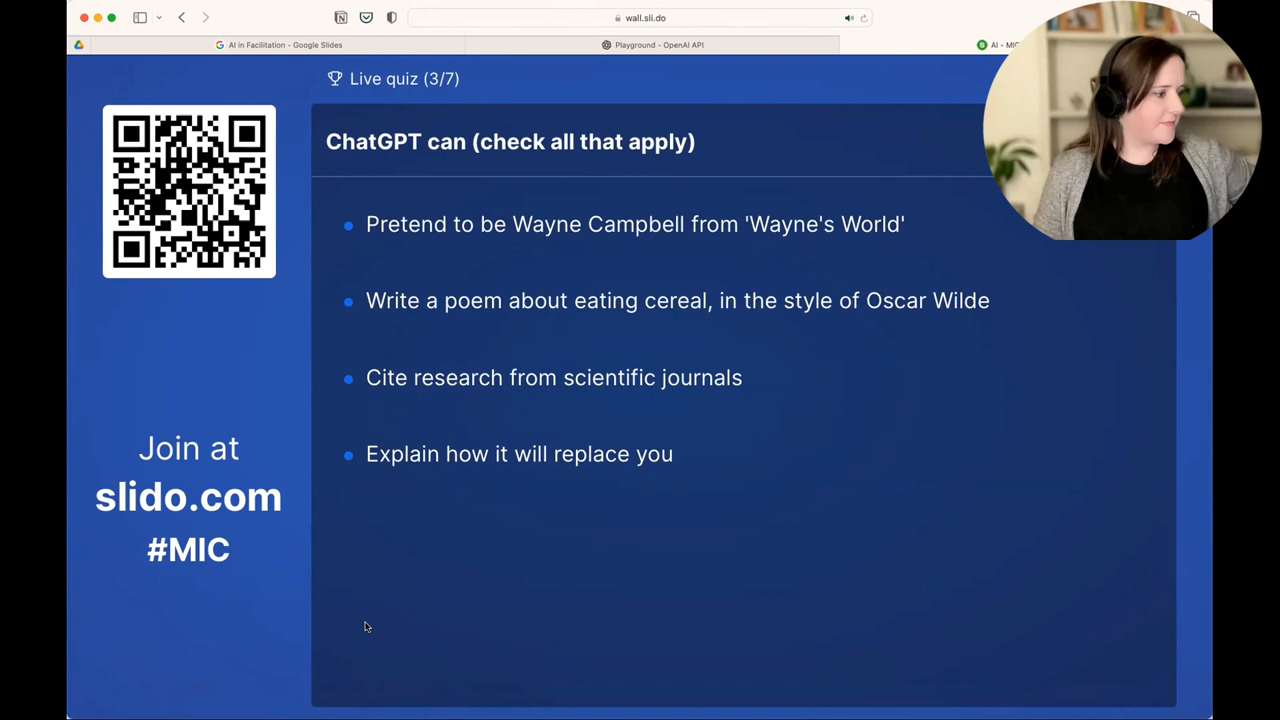 wall.sli.do
AI in Facilitation - Google Slides
Playground - OpenAI API
AI - MIC
Live quiz (3/7)
ChatGPT can (check all that apply)
Pretend to be Wayne Campbell from 'Wayne's World'
Write a poem about eating cereal, in the style of Oscar Wilde
Cite research from scientific journals
Explain how it will replace you
Join at
slido.com
#MIC